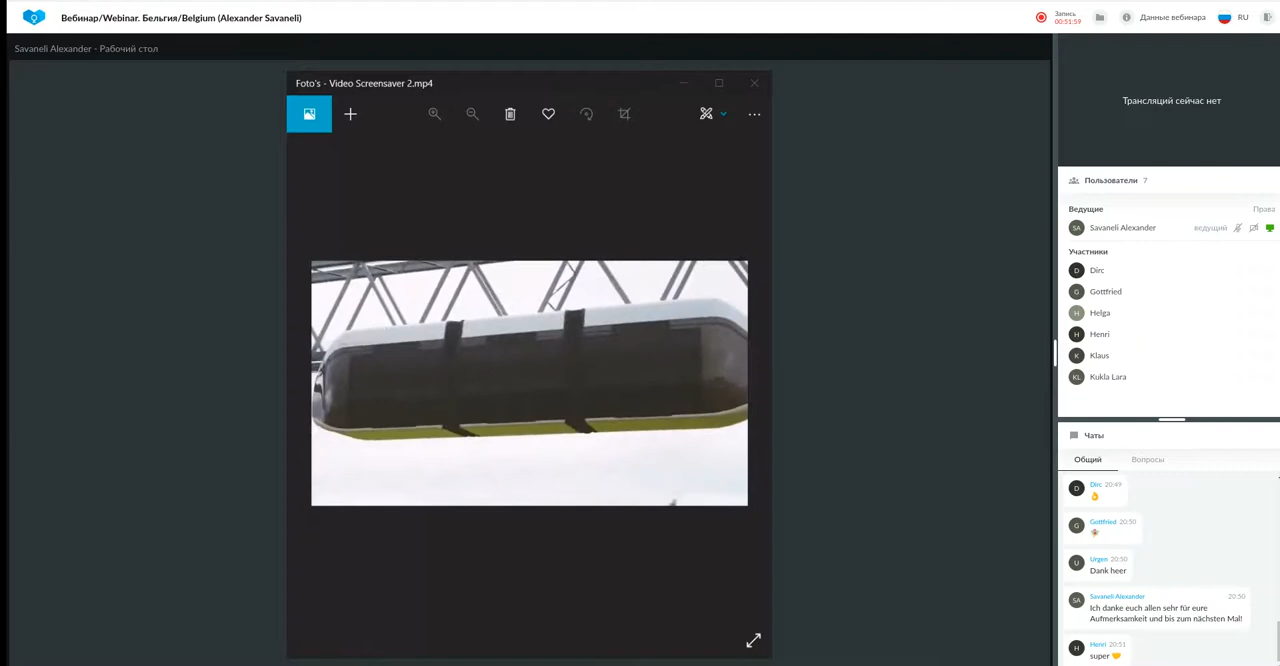 Вебинар/Webinar. Бельгия/Belgium (Alexander Savaneli)
Запись
00:51:59
Данные вебинара
RU
Savaneli Alexander - Рабочий стол
Foto's - Video Screensaver 2.mp4
Трансляций сейчас нет
Пользователи 7
Ведущие Права
SA Savaneli Alexander ведущий
Участники
D Dirc
G Gottfried
H Helga
H Henri
K Klaus
KL Kukla Lara
Чаты
Общий Вопросы
Dirc 20:49
D
Gottfried 20:50
G
Urgen 20:50
U
Dank heer
Savaneli Alexander 20:50
SA
Ich danke euch allen sehr für eure
Aufmerksamkeit und bis zum nächsten Mal!
Henri 20:51
H
super